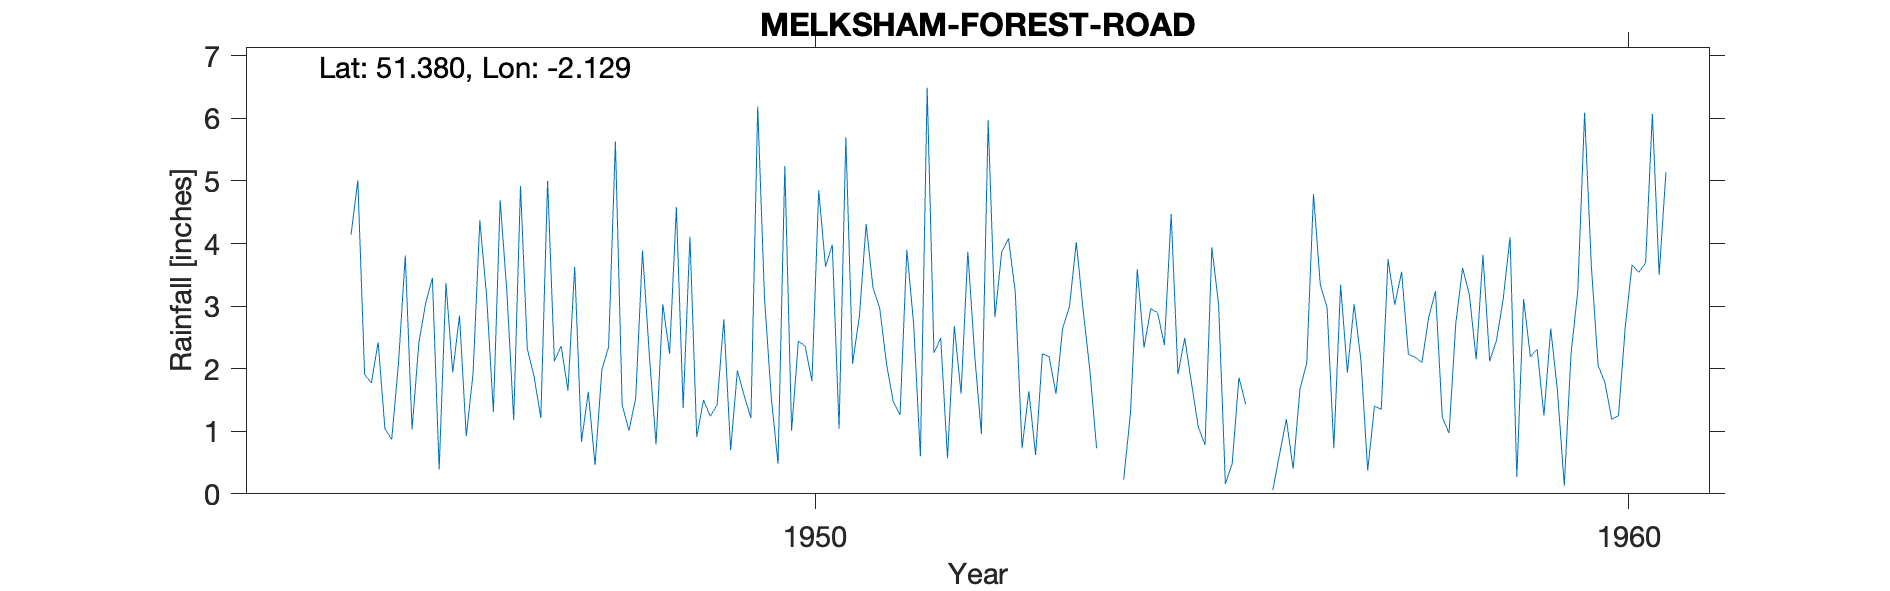 MELKSHAM-FOREST-ROAD
Lat: 51.380, Lon: -2.129
7
6
5
4
3
2
1
0
Rainfall [inches]
1950 1960
Year